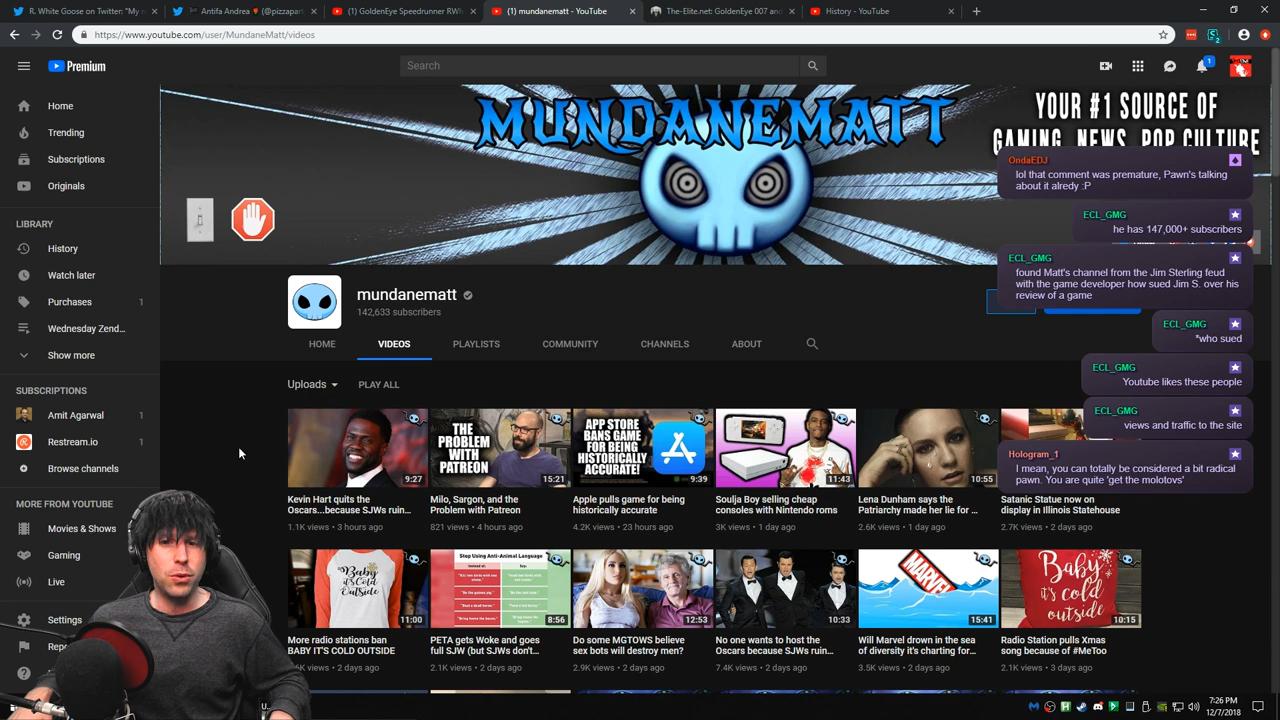 R. White Goose on Twitter: "My n
Antifa Andrea (@pizzapart
(1) GoldenEye Speedrunner RWh
(1) mundanematt - YouTube
The-Elite.net: GoldenEye 007 and
History - YouTube
https://www.youtube.com/user/MundaneMatt/videos
Premium
Search
1
Home
Trending
Subscriptions
Originals
LIBRARY
History
Watch later
Purchases 1
Wednesday Zend...
Show more
SUBSCRIPTIONS
Amit Agarwal 1
Restream.io 1
Browse channels
MORE FROM YOUTUBE
Movies & Shows
Gaming
Live
Settings
MUNDANEMATT
YOUR #1 SOURCE OF
GAMING, NEWS, POP CULTURE
mundanematt
142,633 subscribers
HOME VIDEOS PLAYLISTS COMMUNITY CHANNELS ABOUT
Uploads PLAY ALL
THE
PROBLEM
WITH
PATREON
APP STORE
BANS GAME
FOR BEING
HISTORICALLY
ACCURATE!
9:27
15:21
9:39
11:43
10:55
Kevin Hart quits the
Oscars...because SJWs ruin...
1.1K views • 3 hours ago
Milo, Sargon, and the
Problem with Patreon
821 views • 4 hours ago
Apple pulls game for being
historically accurate
4.2K views • 23 hours ago
Soulja Boy selling cheap
consoles with Nintendo roms
3K views • 1 day ago
Lena Dunham says the
Patriarchy made her lie for ...
2.6K views • 1 day ago
Satanic Statue now on
display in Illinois Statehouse
2.7K views • 2 days ago
Baby
it's cold
outside
Stop Using Anti-Animal Language
MARVEL
Baby
it's cold
outside
11:00
8:56
12:53
10:33
15:41
10:15
More radio stations ban
BABY IT'S COLD OUTSIDE
2 days ago
PETA gets Woke and goes
full SJW (but SJWs don't...
2.1K views • 2 days ago
Do some MGTOWS believe
sex bots will destroy men?
2.9K views • 2 days ago
No one wants to host the
Oscars because SJWs ruin...
7.4K views • 2 days ago
Will Marvel drown in the sea
of diversity it's charting for...
3.5K views • 2 days ago
Radio Station pulls Xmas
song because of #MeToo
2.1K views • 3 days ago
OndaEDJ
lol that comment was premature, Pawn's talking
about it alredy :P
ECL_GMG
he has 147,000+ subscribers
ECL_GMG
found Matt's channel from the Jim Sterling feud
with the game developer how sued Jim S. over his
review of a game
ECL_GMG
*who sued
ECL_GMG
Youtube likes these people
ECL_GMG
views and traffic to the site
Hologram_1
I mean, you can totally be considered a bit radical
pawn. You are quite 'get the molotovs'
7:26 PM
12/7/2018